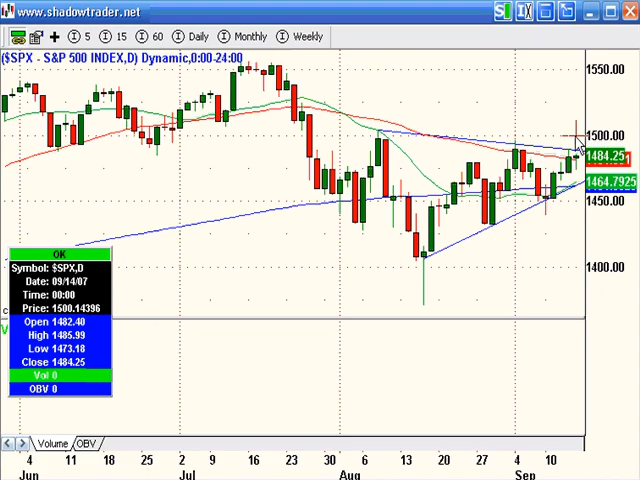 www.shadowtrader.net
5 15 60 Daily Monthly Weekly
($SPX - S&P 500 INDEX,D) Dynamic,0:00-24:00
1550.00
1500.00
1484.25
1464.7925
1450.00
1400.00
OK
Symbol: $SPX,D
Date: 09/14/07
Time: 00:00
Price: 1500.14396
Open 1482.40
High 1485.99
Low 1473.18
Close 1484.25
Vol 0
OBV 0
Volume OBV
4 11 18 25 2 9 16 23 30 6 13 20 27 4 10
Jun Jul Aug Sep